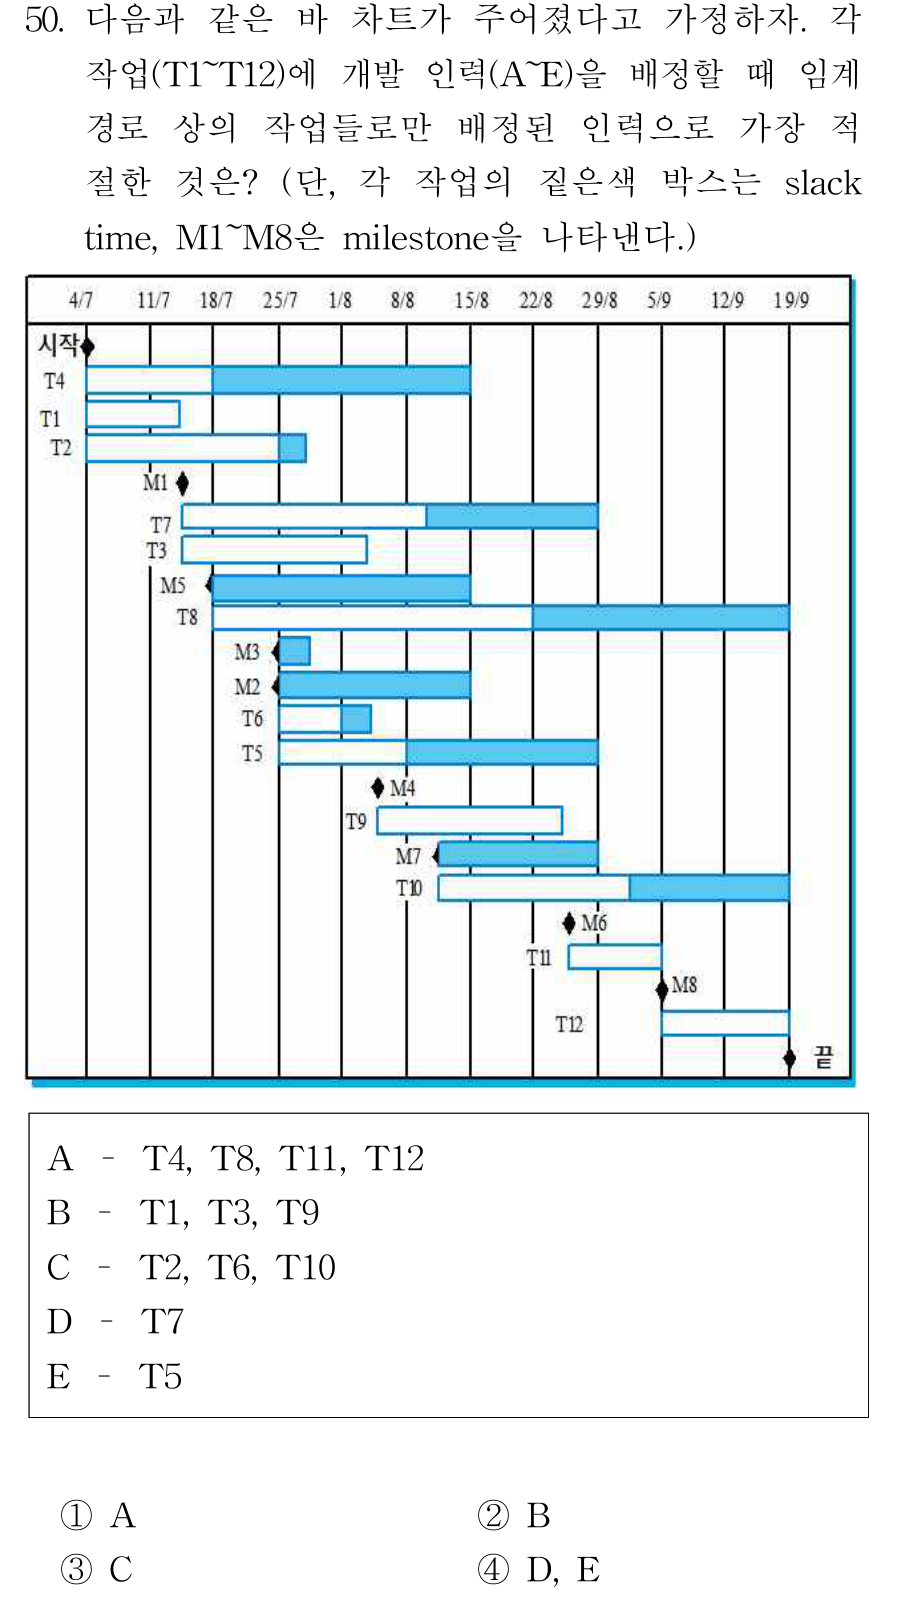 50. 다음과 같은 바 차트가 주어졌다고 가정하자. 각
작업(T1~T12)에 개발 인력(A~E)을 배정할 때 임계
경로 상의 작업들로만 배정된 인력으로 가장 적
절한 것은? (단, 각 작업의 짙은색 박스는 slack
time, M1~M8은 milestone을 나타낸다.)
4/7 11/7 18/7 25/7 1/8 8/8 15/8 22/8 29/8 5/9 12/9 19/9
시작
T4
T1
T2
M1
T7
T3
M5
T8
M3
M2
T6
T5
M4
T9
M7
T10
M6
T11
M8
T12
끝
A - T4, T8, T11, T12
B - T1, T3, T9
C - T2, T6, T10
D - T7
E - T5
① A ② B
③ C ④ D, E